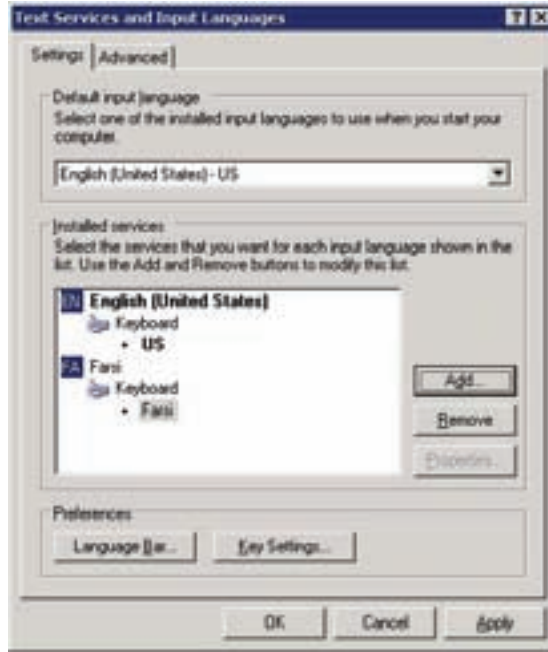 Text Services and Input Languages
Settings
Advanced
Default input language
Select one of the installed input languages to use when you start your
computer.
English (United States) - US
Installed services
Select the services that you want for each input language shown in the
list. Use the Add and Remove buttons to modify this list.
EN English (United States)
Keyboard
• US
FA Farsi
Keyboard
• Farsi
Add...
Remove
Properties...
Preferences
Language Bar...
Key Settings...
OK
Cancel
Apply